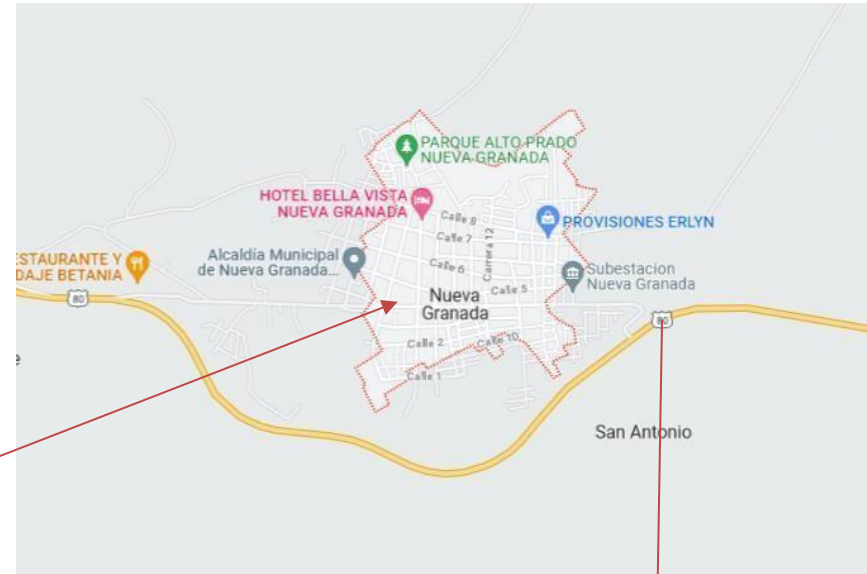 PARQUE ALTO PRADO
NUEVA GRANADA
HOTEL BELLA VISTA
NUEVA GRANADA
Calle 8
PROVISIONES ERLYN
Calle 7
Carrera 12
ESTAURANTE Y
DAJE BETANIA
Alcaldía Municipal
de Nueva Granada...
Calle 6
Subestacion
Nueva Granada
80
Nueva
Granada
Calle 5
80
Calle 2
Calle 10
e
Calle 1
San Antonio